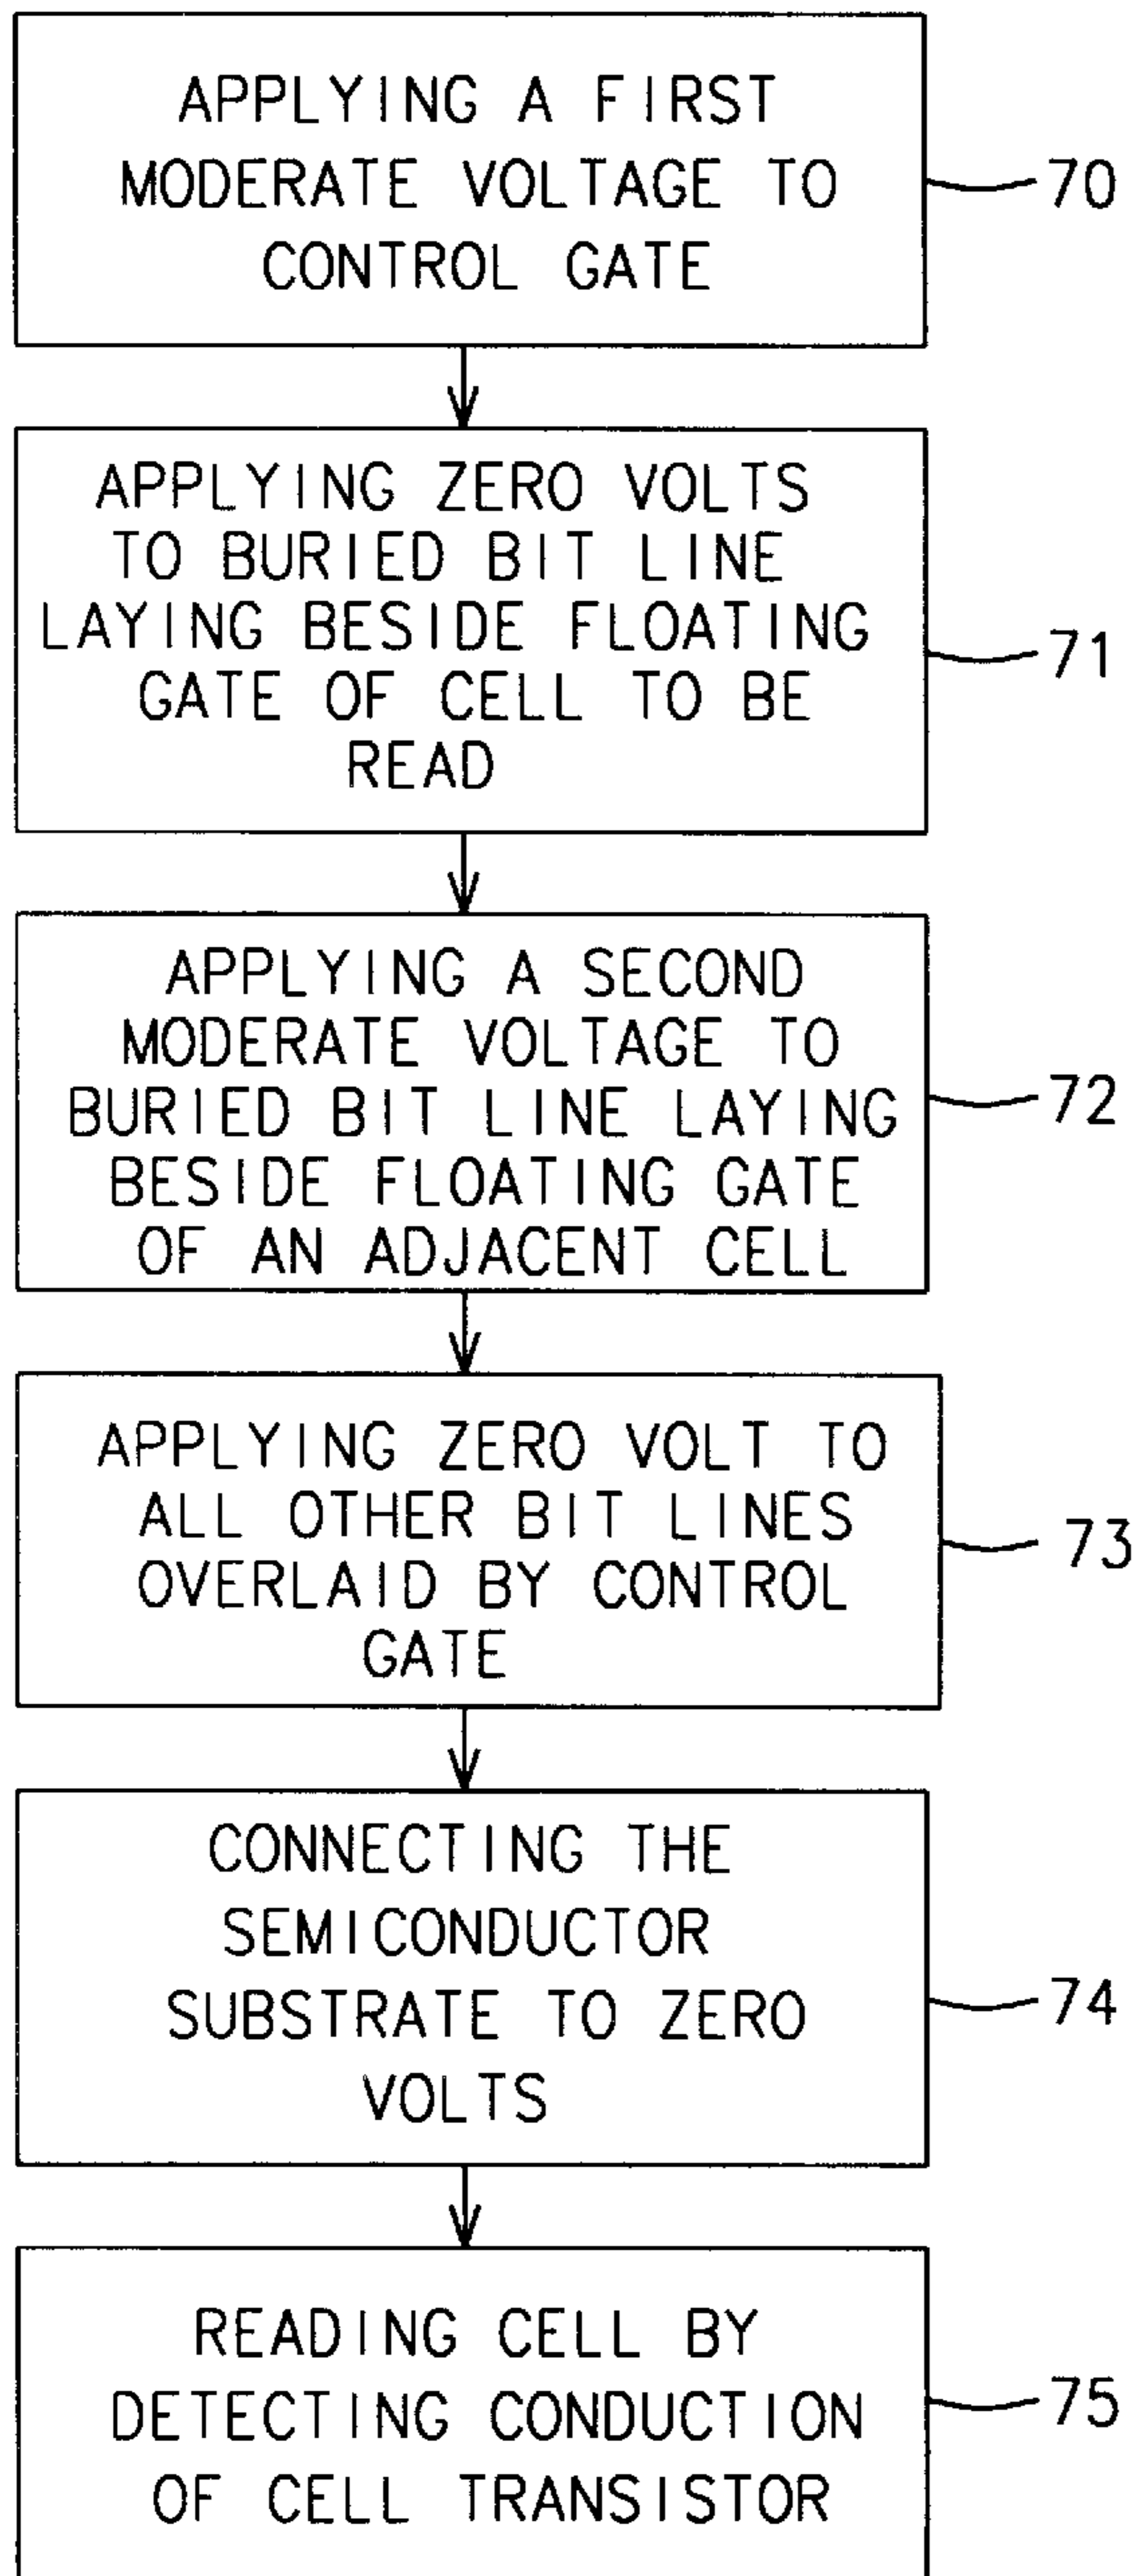 APPLYING A FIRST
MODERATE VOLTAGE TO
CONTROL GATE
70
APPLYING ZERO VOLTS
TO BURIED BIT LINE
LAYING BESIDE FLOATING
GATE OF CELL TO BE
READ
71
APPLYING A SECOND
MODERATE VOLTAGE TO
BURIED BIT LINE LAYING
BESIDE FLOATING GATE
OF AN ADJACENT CELL
72
APPLYING ZERO VOLT TO
ALL OTHER BIT LINES
OVERLAID BY CONTROL
GATE
73
CONNECTING THE
SEMICONDUCTOR
SUBSTRATE TO ZERO
VOLTS
74
READING CELL BY
DETECTING CONDUCTION
OF CELL TRANSISTOR
75